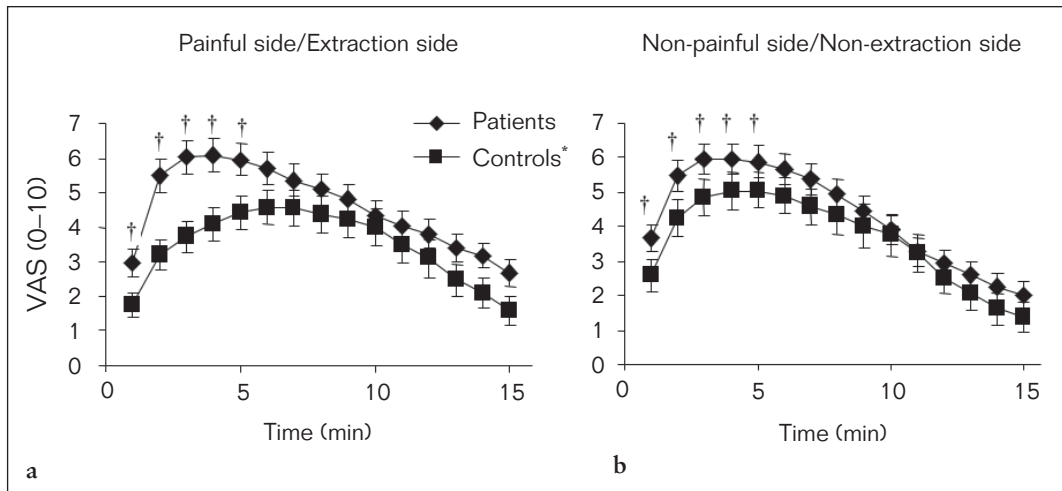 Painful side/Extraction side
Non-painful side/Non-extraction side
† † † † †
† † † † †
Patients
Controls*
VAS (0–10)
7
6
5
4
3
2
1
0
0 5 10 15
Time (min)
7
6
5
4
3
2
1
0
0 5 10 15
Time (min)
a
b